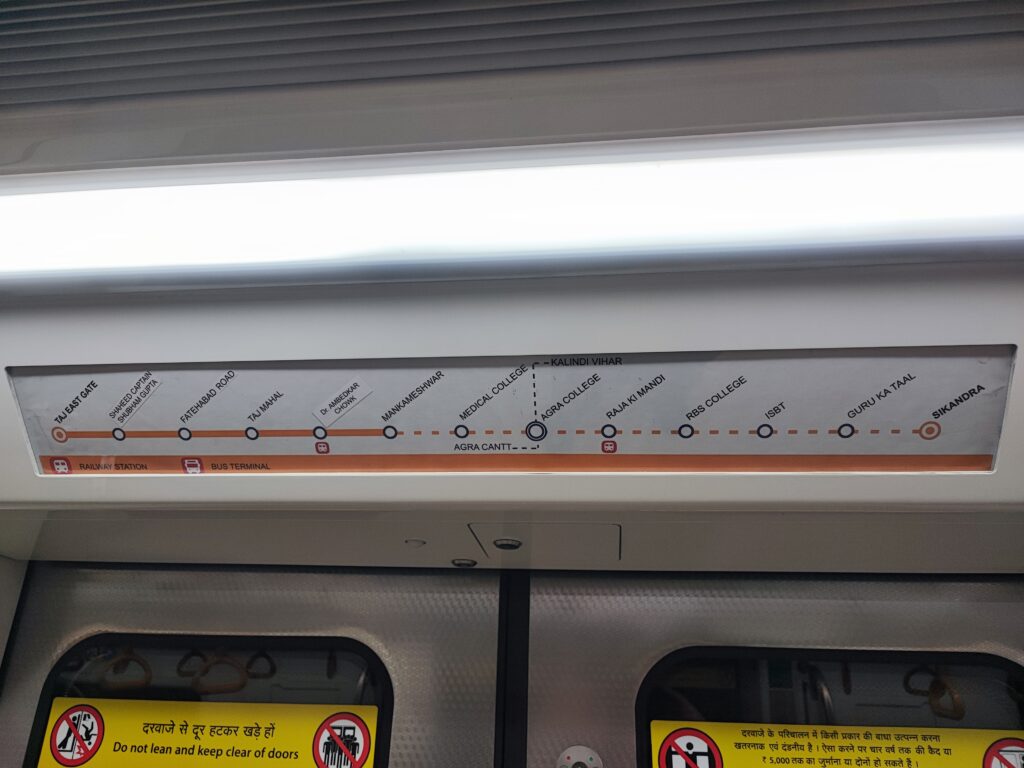 KALINDI VIHAR
TAJ EAST GATE
SHAHEED CAPTAIN
SHUBHAM GUPTA
FATEHABAD ROAD
TAJ MAHAL
Dr. AMBEDKAR
CHOWK
MANKAMESHWAR
MEDICAL COLLEGE
AGRA COLLEGE
RAJA KI MANDI
RBS COLLEGE
ISBT
GURU KA TAAL
SIKANDRA
AGRA CANTT
RAILWAY STATION
BUS TERMINAL
दरवाजे से दूर हटकर खड़े हों
Do not lean and keep clear of doors
दरवाजे के परिचालन में किसी प्रकार की बाधा उत्पन्न करना
खतरनाक एवं दंडनीय है । ऐसा करने पर चार वर्ष तक की कैद या
₹ 5,000 तक का जुर्माना या दोनो हो सकते हैं ।